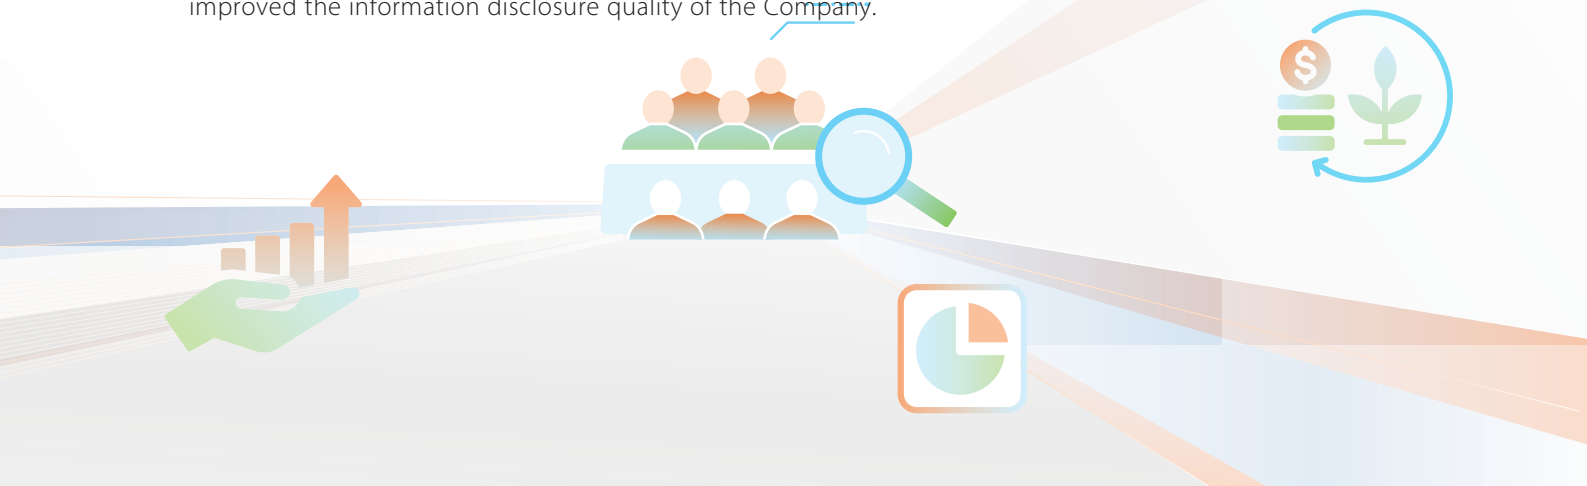 improved the information disclosure quality of the Company.
$